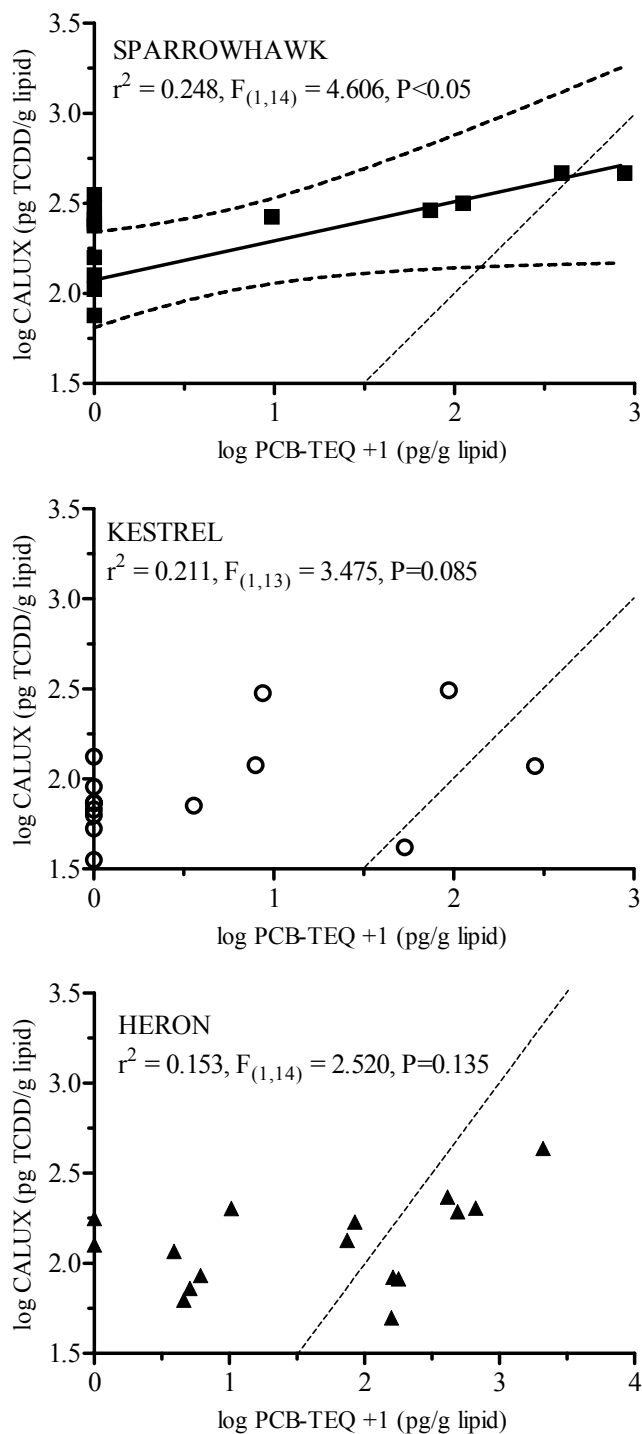 3.5
SPARROWHAWK
r² = 0.248, F(1,14) = 4.606, P<0.05
3.0
2.5
2.0
1.5
log CALUX (pg TCDD/g lipid)
0 1 2 3
log PCB-TEQ +1 (pg/g lipid)
3.5
KESTREL
r² = 0.211, F(1,13) = 3.475, P=0.085
3.0
2.5
2.0
1.5
log CALUX (pg TCDD/g lipid)
0 1 2 3
log PCB-TEQ +1 (pg/g lipid)
3.5
HERON
r² = 0.153, F(1,14) = 2.520, P=0.135
3.0
2.5
2.0
1.5
log CALUX (pg TCDD/g lipid)
0 1 2 3 4
log PCB-TEQ +1 (pg/g lipid)